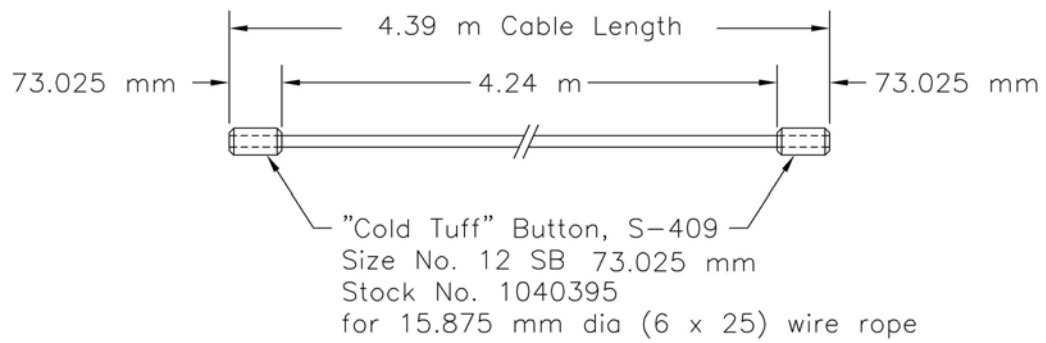 4.39 m Cable Length
73.025 mm
4.24 m
73.025 mm
"Cold Tuff" Button, S-409
Size No. 12 SB 73.025 mm
Stock No. 1040395
for 15.875 mm dia (6 x 25) wire rope